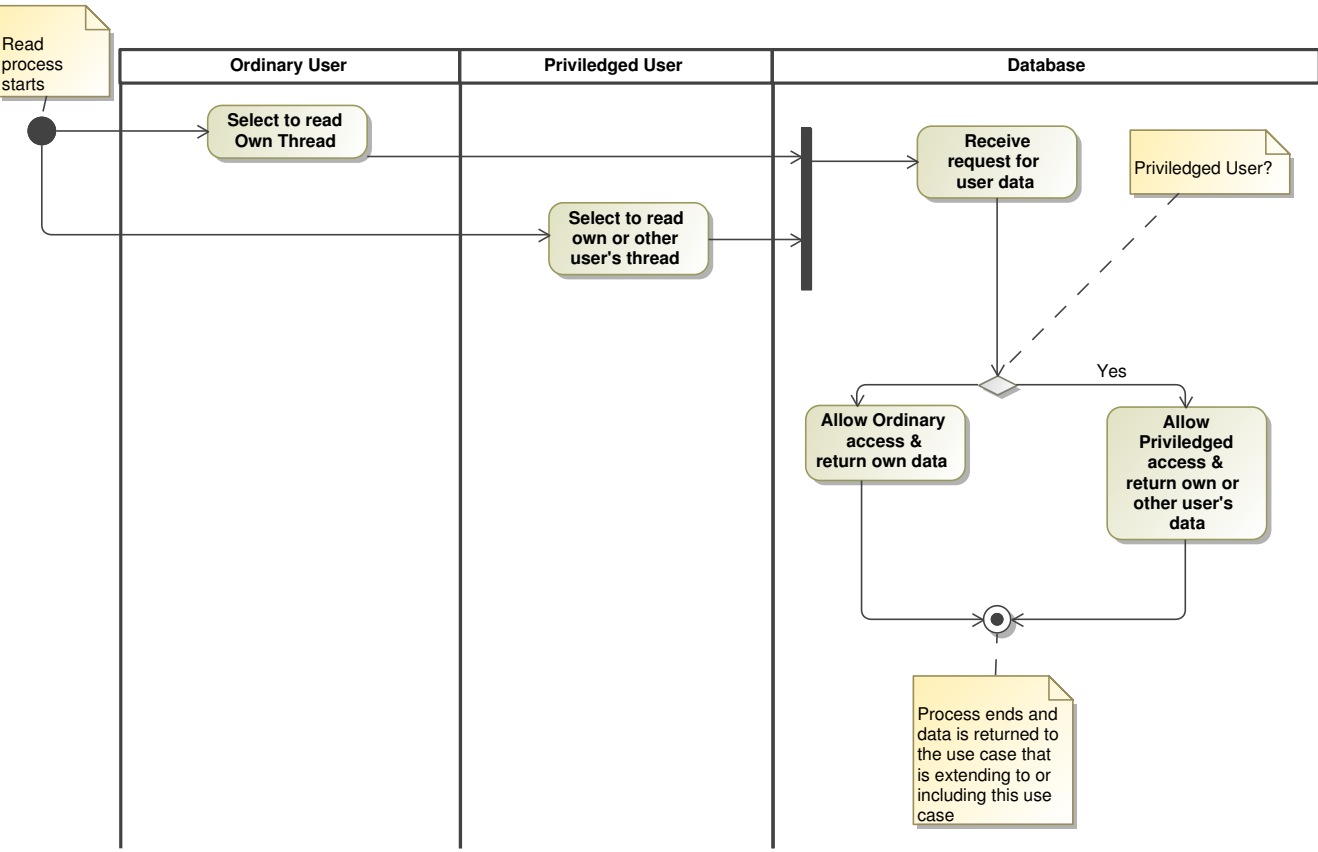 Read
process
starts
Ordinary User
Priviledged User
Database
Select to read
Own Thread
Receive
request for
user data
Priviledged User?
Select to read
own or other
user's thread
Yes
Allow Ordinary
access &
return own data
Allow
Priviledged
access &
return own or
other user's
data
Process ends and
data is returned to
the use case that
is extending to or
including this use
case